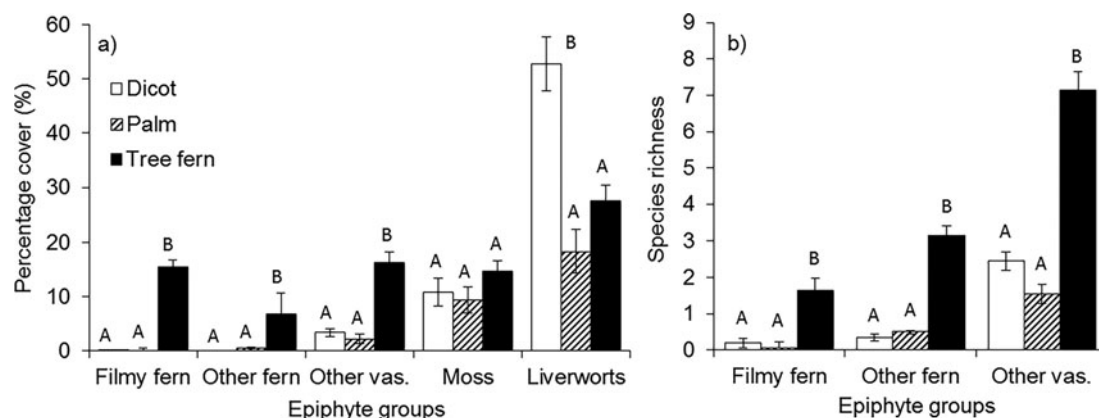 a)
Percentage cover (%)
60
50
40
30
20
10
0
Dicot
Palm
Tree fern
A A B
A A B
A A B
A A A
B A A
Filmy fern Other fern Other vas. Moss Liverworts
Epiphyte groups
b)
Species richness
9
8
7
6
5
4
3
2
1
0
A A B
A A B
A A B
Filmy fern Other fern Other vas.
Epiphyte groups